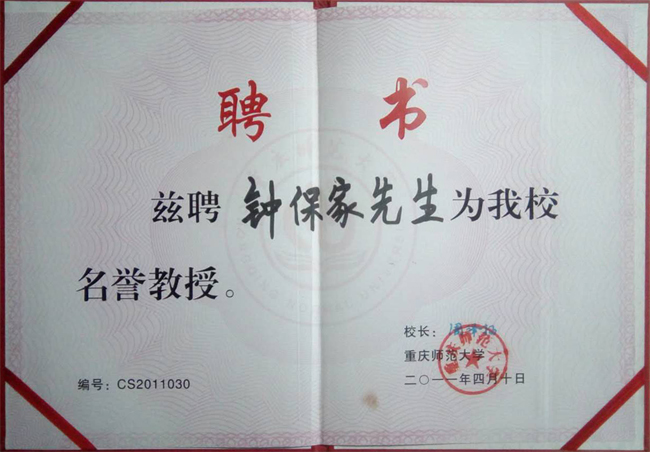 聘 书
兹聘 钟保家先生为我校
名誉教授。
校长：
重庆师范大学
编号：CS2011030
二〇一一年四月十日